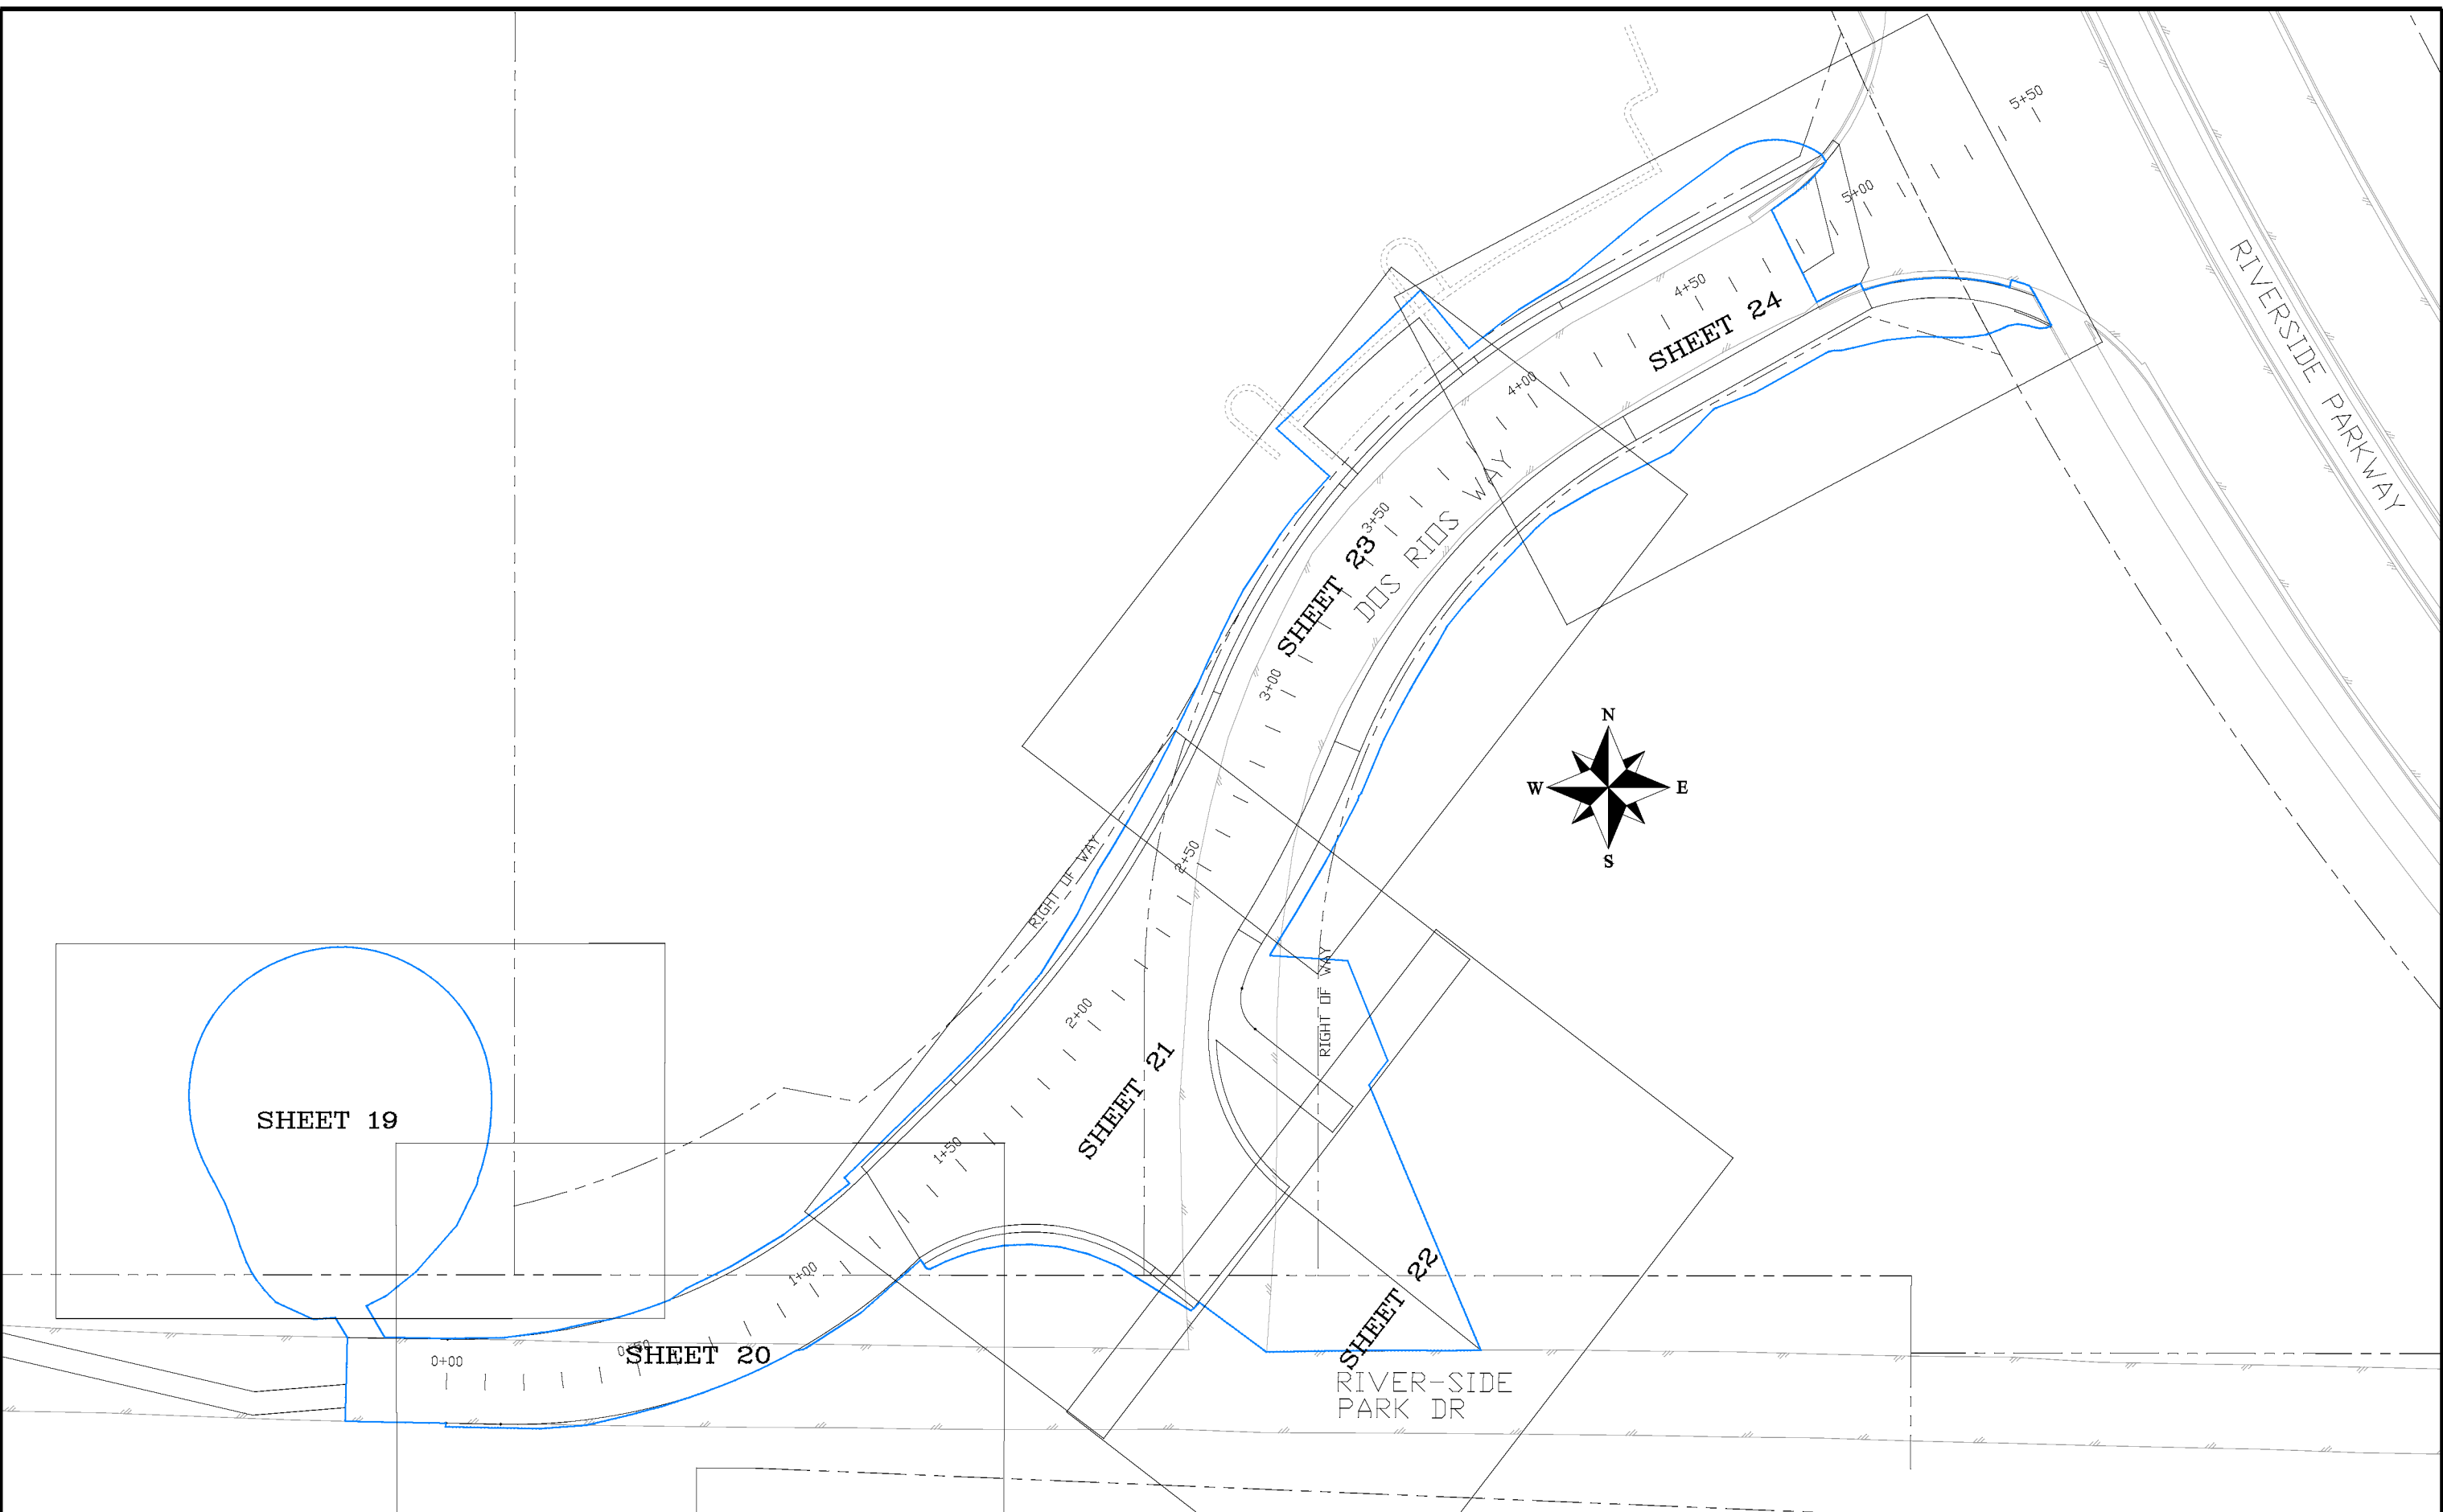 5+50
5+00
RIVERSIDE PARKWAY
4+50
SHEET 24
4+00
DOS RIOS WAY
3+50
SHEET 23
3+00
N
W
E
S
2+50
RIGHT OF WAY
RIGHT OF WAY
2+00
SHEET 21
SHEET 19
1+50
1+00
SHEET 22
0+50
SHEET 20
0+00
RIVER-SIDE
PARK DR